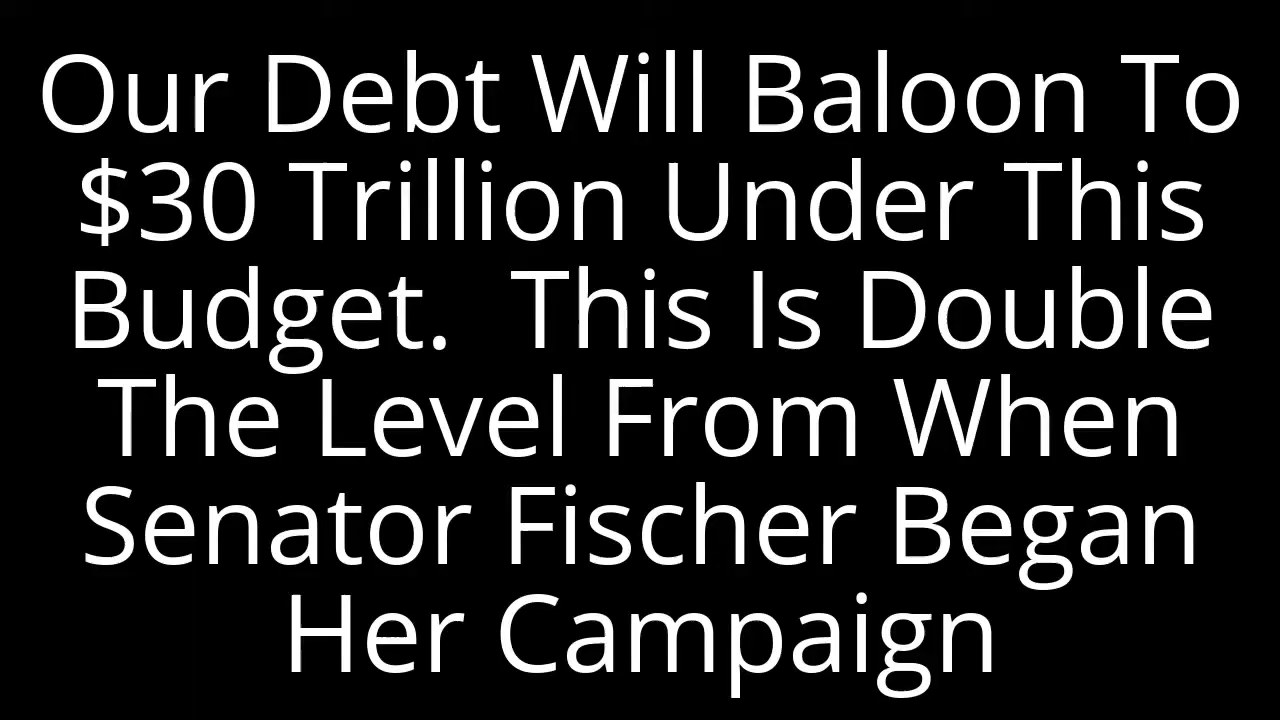 Our Debt Will Baloon To
$30 Trillion Under This
Budget.  This Is Double
The Level From When
Senator Fischer Began
Her Campaign